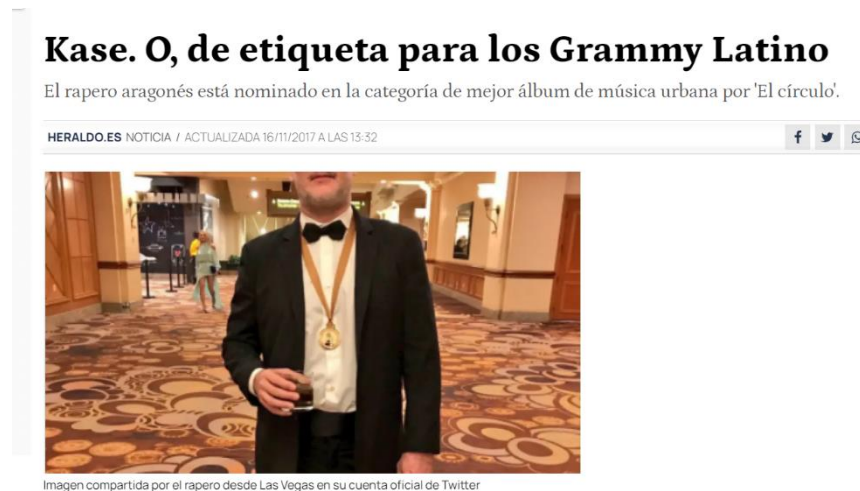 Kase. O, de etiqueta para los Grammy Latino
El rapero aragonés está nominado en la categoría de mejor álbum de música urbana por 'El círculo'.
HERALDO.ES NOTICIA / ACTUALIZADA 16/11/2017 A LAS 13:32
Imagen compartida por el rapero desde Las Vegas en su cuenta oficial de Twitter